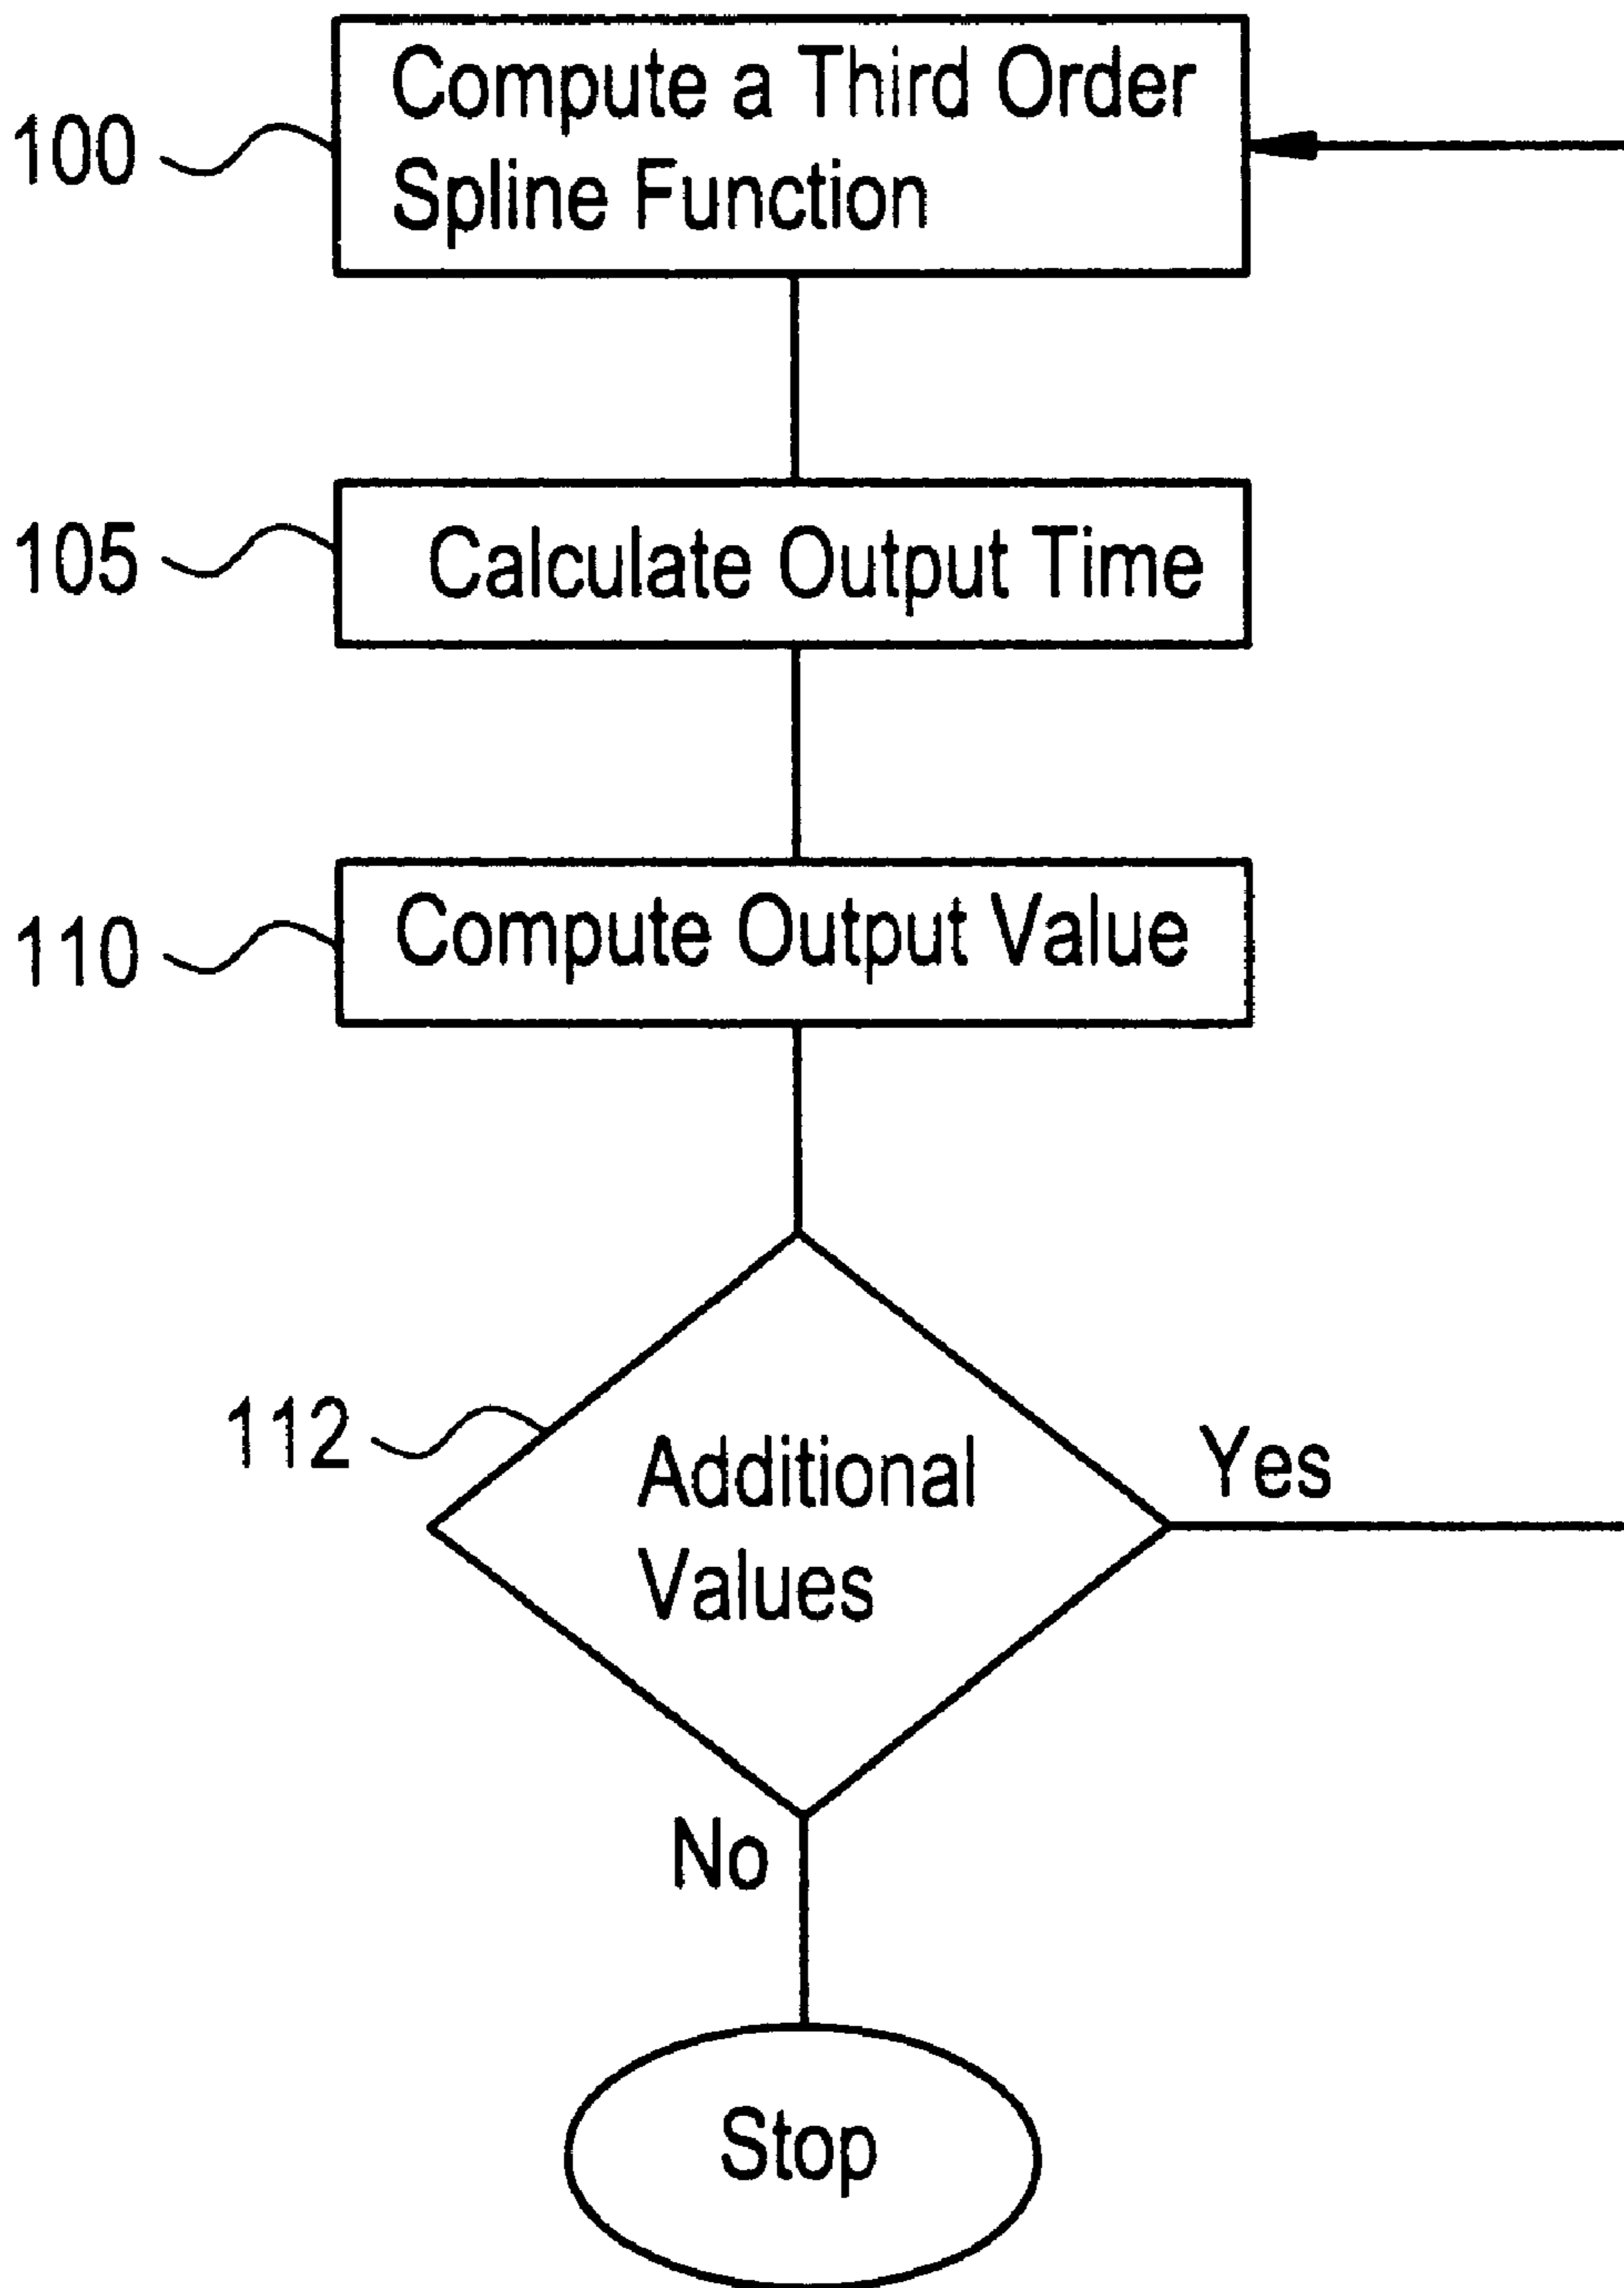 Compute a Third Order
Spline Function
100
Calculate Output Time
105
Compute Output Value
110
112
Additional
Values
Yes
No
Stop